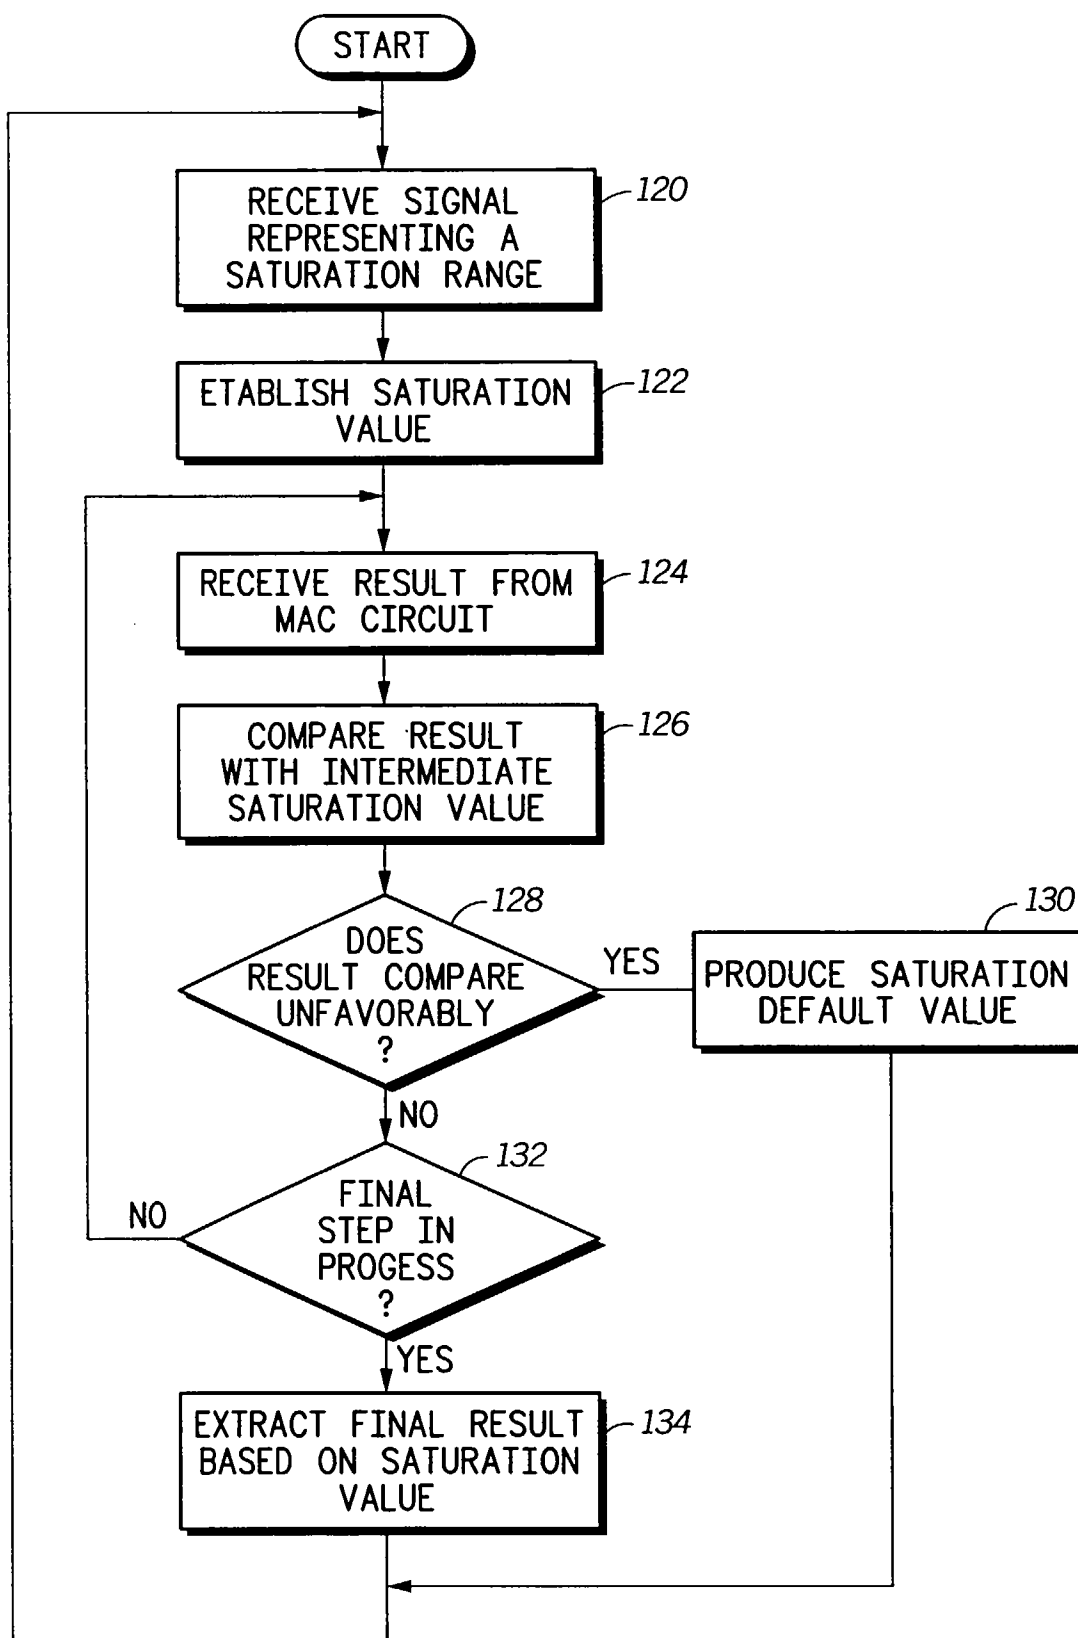 START
RECEIVE SIGNAL
REPRESENTING A
SATURATION RANGE
120
ETABLISH SATURATION
VALUE
122
RECEIVE RESULT FROM
MAC CIRCUIT
124
COMPARE RESULT
WITH INTERMEDIATE
SATURATION VALUE
126
DOES
RESULT COMPARE
UNFAVORABLY
?
128
YES
PRODUCE SATURATION
DEFAULT VALUE
130
NO
FINAL
STEP IN
PROGESS
?
132
NO
YES
EXTRACT FINAL RESULT
BASED ON SATURATION
VALUE
134